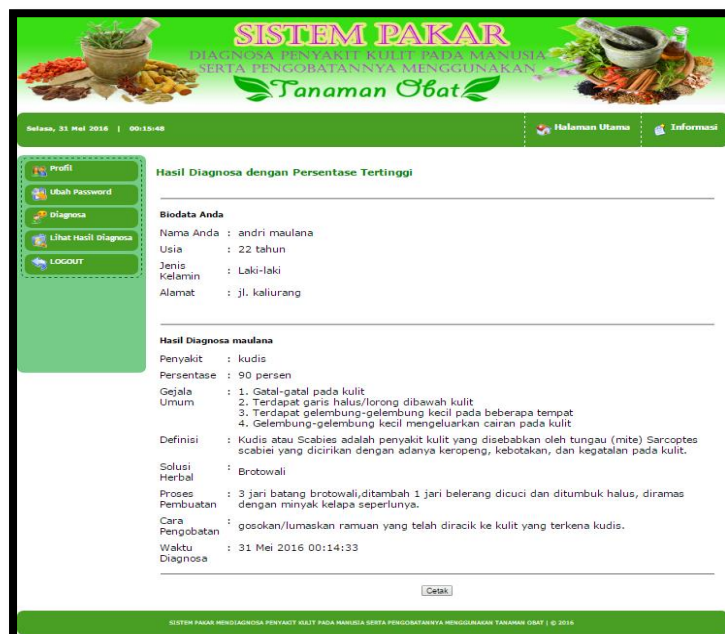 SISTEM PAKAR
DIAGNOSA PENYAKIT KULIT PADA MANUSIA
SERTA PENGOBATANNYA MENGGUNAKAN
Tanaman Obat
Selasa, 31 Mei 2016 | 00:15:48
Halaman Utama
Informasi
Profil
Ubah Password
Diagnosa
Lihat Hasil Diagnosa
LOGOUT
Hasil Diagnosa dengan Persentase Tertinggi
Biodata Anda
Nama Anda : andri maulana
Usia : 22 tahun
Jenis
Kelamin : Laki-laki
Alamat : jl. kaliurang
Hasil Diagnosa maulana
Penyakit : kudis
Persentase : 90 persen
Gejala : 1. Gatal-gatal pada kulit
Umum 2. Terdapat garis halus/lorong dibawah kulit
3. Terdapat gelembung-gelembung kecil pada beberapa tempat
4. Gelembung-gelembung kecil mengeluarkan cairan pada kulit
Definisi : Kudis atau Scabies adalah penyakit kulit yang disebabkan oleh tungau (mite) Sarcoptes
scabiei yang dicirikan dengan adanya keropeng, kebotakan, dan kegatalan pada kulit.
Solusi :
Herbal Brotowali
Proses : 3 jari batang brotowali,ditambah 1 jari belerang dicuci dan ditumbuk halus, diramas
Pembuatan dengan minyak kelapa seperlunya.
Cara :
Pengobatan gosokan/lumaskan ramuan yang telah diracik ke kulit yang terkena kudis.
Waktu : 31 Mei 2016 00:14:33
Diagnosa
Cetak
SISTEM PAKAR MENDIAGNOSA PENYAKIT KULIT PADA MANUSIA SERTA PENGOBATANNYA MENGGUNAKAN TANAMAN OBAT | © 2016